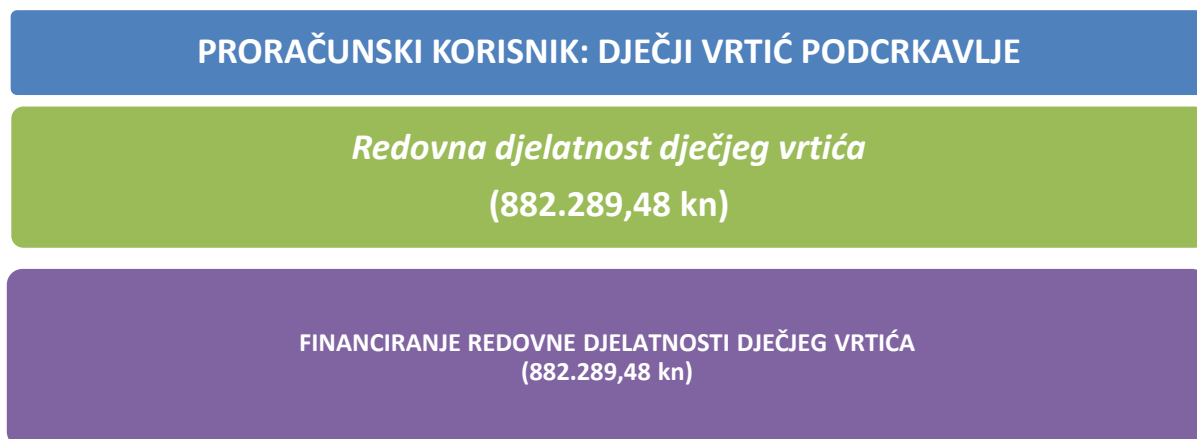 PRORAČUNSKI KORISNIK: DJEČJI VRTIĆ PODCRKAVLJE
Redovna djelatnost dječjeg vrtića
(882.289,48 kn)
FINANCIRANJE REDOVNE DJELATNOSTI DJEČJEG VRTIĆA
(882.289,48 kn)